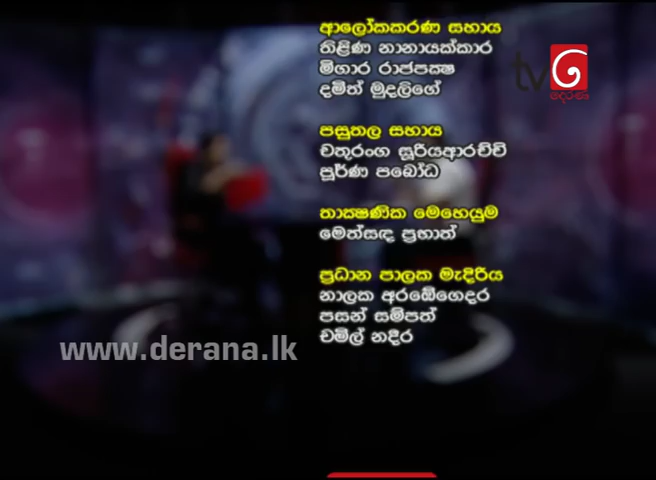 ආලෝකකරණ සහාය
තිළිණ නානායක්කාර
මිගාර රාජපක්ෂ
දමිත් මුදලිගේ
tv
දෙරණ
පසුතල සහාය
චතුරංග සූරියආරච්චි
පූර්ණ පබෝධ
තාක්ෂණික මෙහෙයුම
මෙත්සඳ ප්‍රභාත්
ප්‍රධාන පාලක මැදිරිය
නාලක අරඹේගෙදර
පසන් සම්පත්
චමිල් නදීර
www.derana.lk